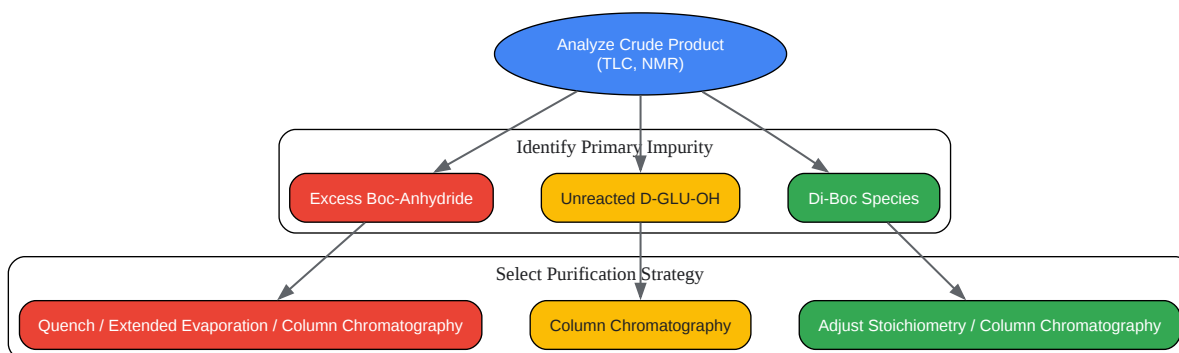 Analyze Crude Product
(TLC, NMR)
Identify Primary Impurity
Excess Boc-Anhydride
Unreacted D-GLU-OH
Di-Boc Species
Select Purification Strategy
Quench / Extended Evaporation / Column Chromatography
Column Chromatography
Adjust Stoichiometry / Column Chromatography